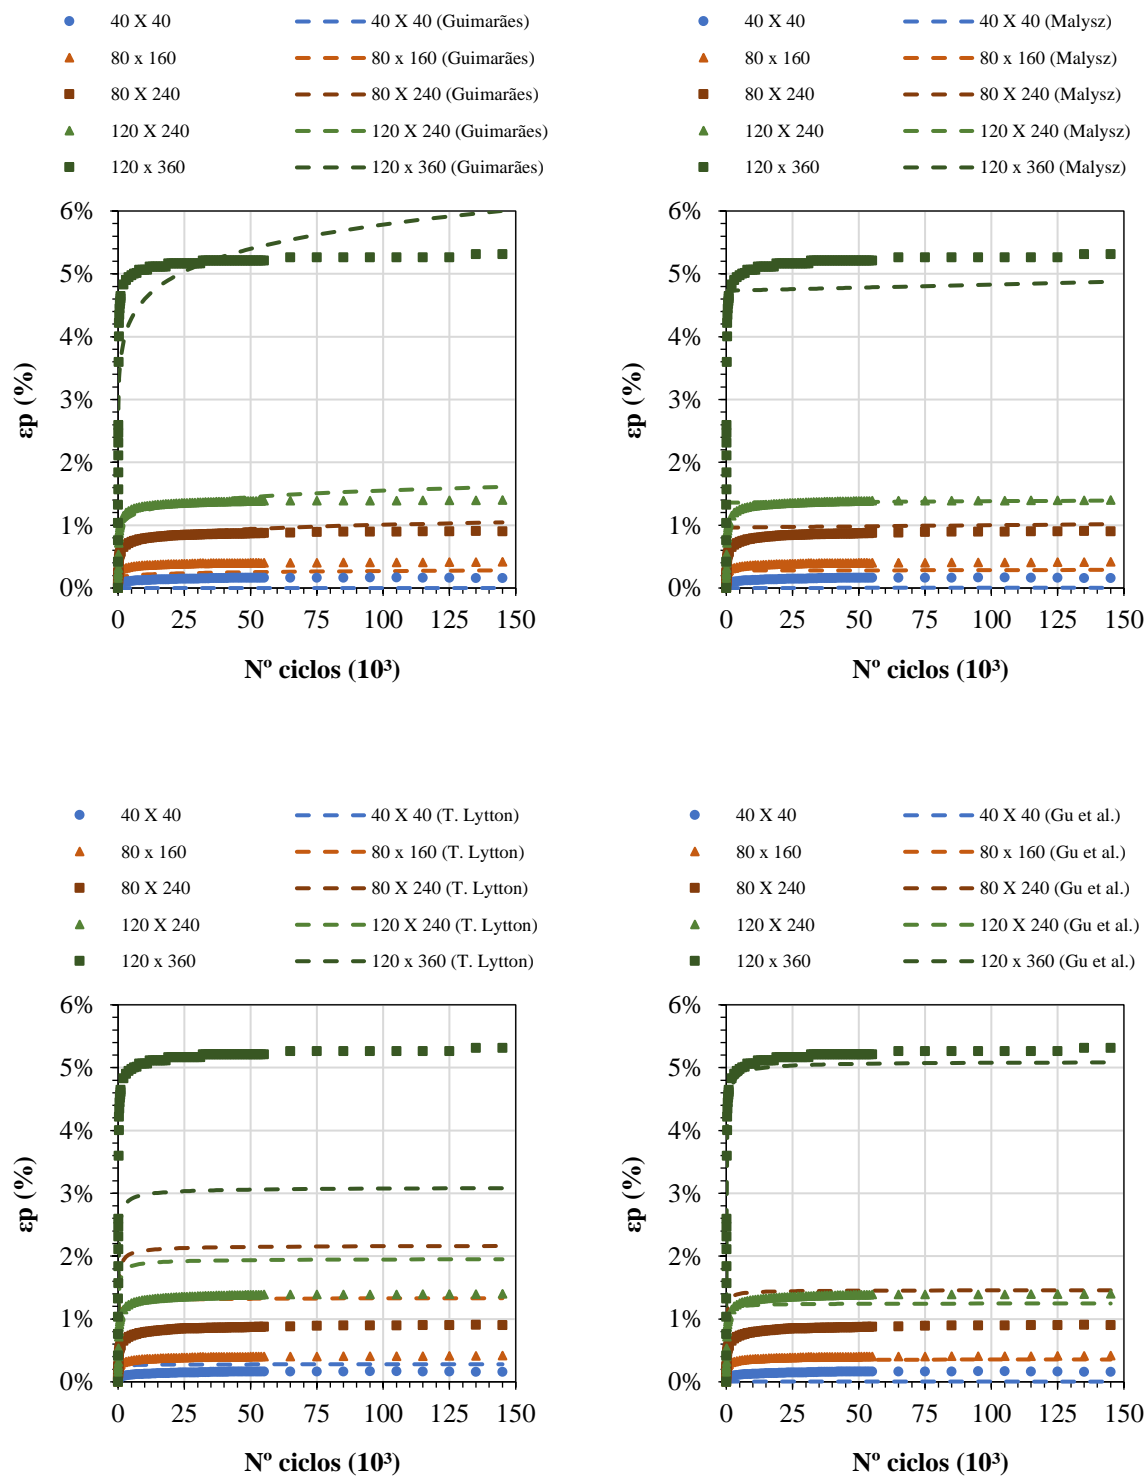 40 X 40
40 X 40 (Guimarães)
80 x 160
80 x 160 (Guimarães)
80 X 240
80 X 240 (Guimarães)
120 X 240
120 X 240 (Guimarães)
120 x 360
120 x 360 (Guimarães)
6%
5%
4%
3%
2%
1%
0%
εp (%)
0 25 50 75 100 125 150
Nº ciclos (10³)
40 X 40
40 X 40 (Malysz)
80 x 160
80 x 160 (Malysz)
80 X 240
80 X 240 (Malysz)
120 X 240
120 X 240 (Malysz)
120 x 360
120 x 360 (Malysz)
6%
5%
4%
3%
2%
1%
0%
εp (%)
0 25 50 75 100 125 150
Nº ciclos (10³)
40 X 40
40 X 40 (T. Lytton)
80 x 160
80 x 160 (T. Lytton)
80 X 240
80 X 240 (T. Lytton)
120 X 240
120 X 240 (T. Lytton)
120 x 360
120 x 360 (T. Lytton)
6%
5%
4%
3%
2%
1%
0%
εp (%)
0 25 50 75 100 125 150
Nº ciclos (10³)
40 X 40
40 X 40 (Gu et al.)
80 x 160
80 x 160 (Gu et al.)
80 X 240
80 X 240 (Gu et al.)
120 X 240
120 X 240 (Gu et al.)
120 x 360
120 x 360 (Gu et al.)
6%
5%
4%
3%
2%
1%
0%
εp (%)
0 25 50 75 100 125 150
Nº ciclos (10³)